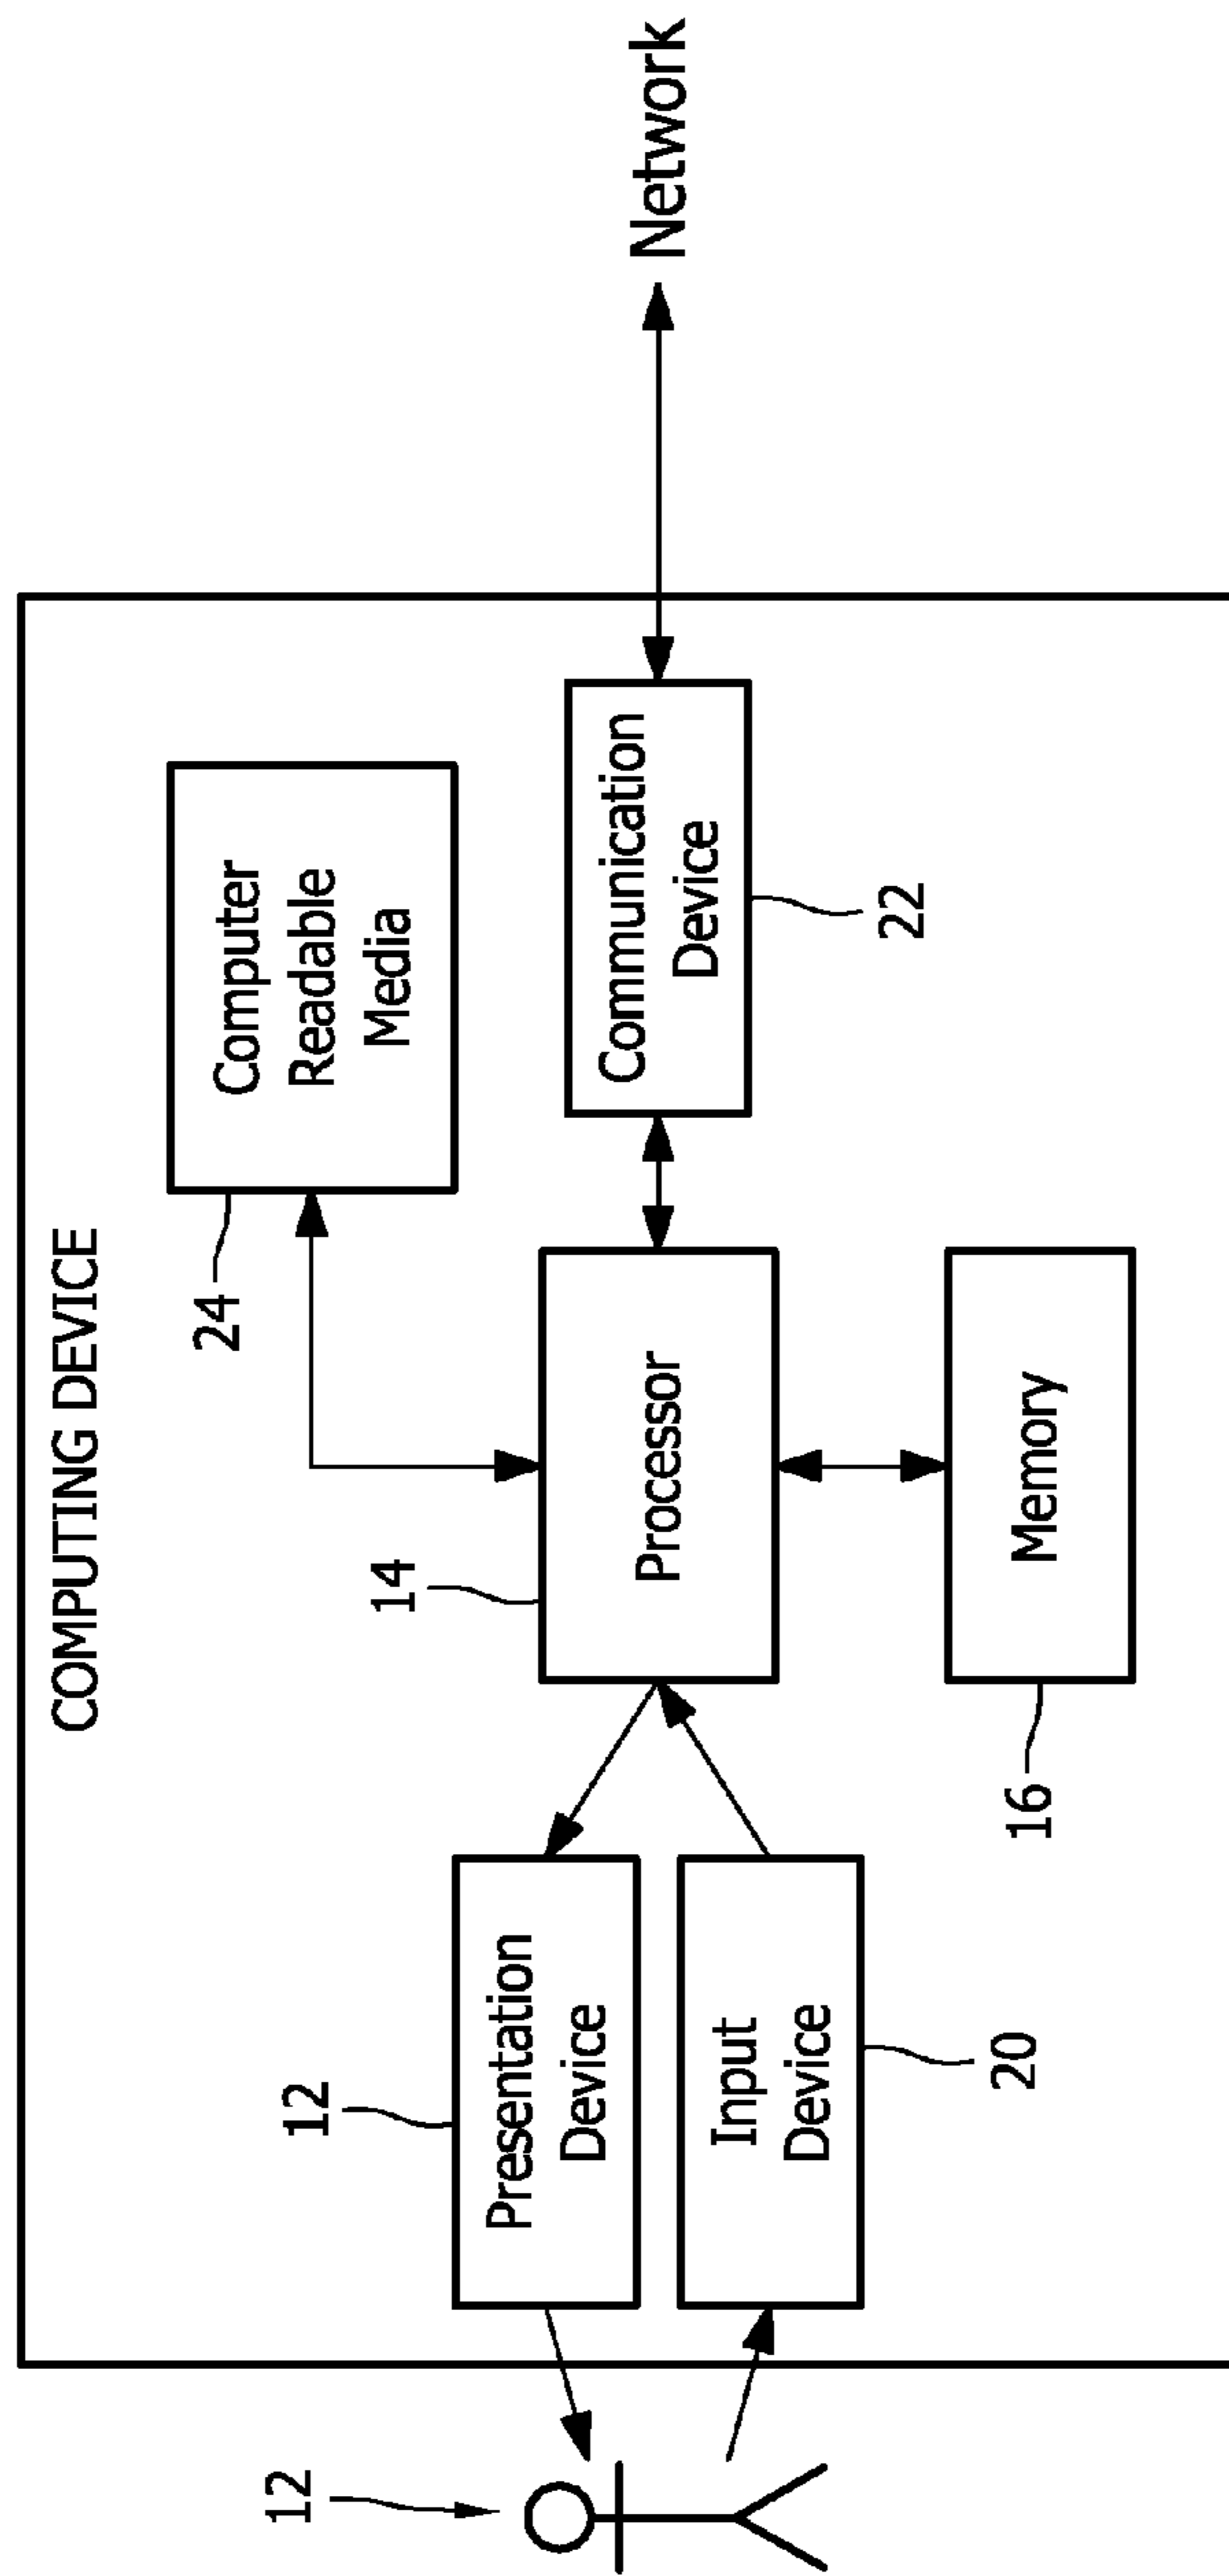 COMPUTING DEVICE
24
Computer
Readable
Media
12
12
Presentation
Device
14
Processor
Communication
Device
Network
Input
Device
22
20
16
Memory